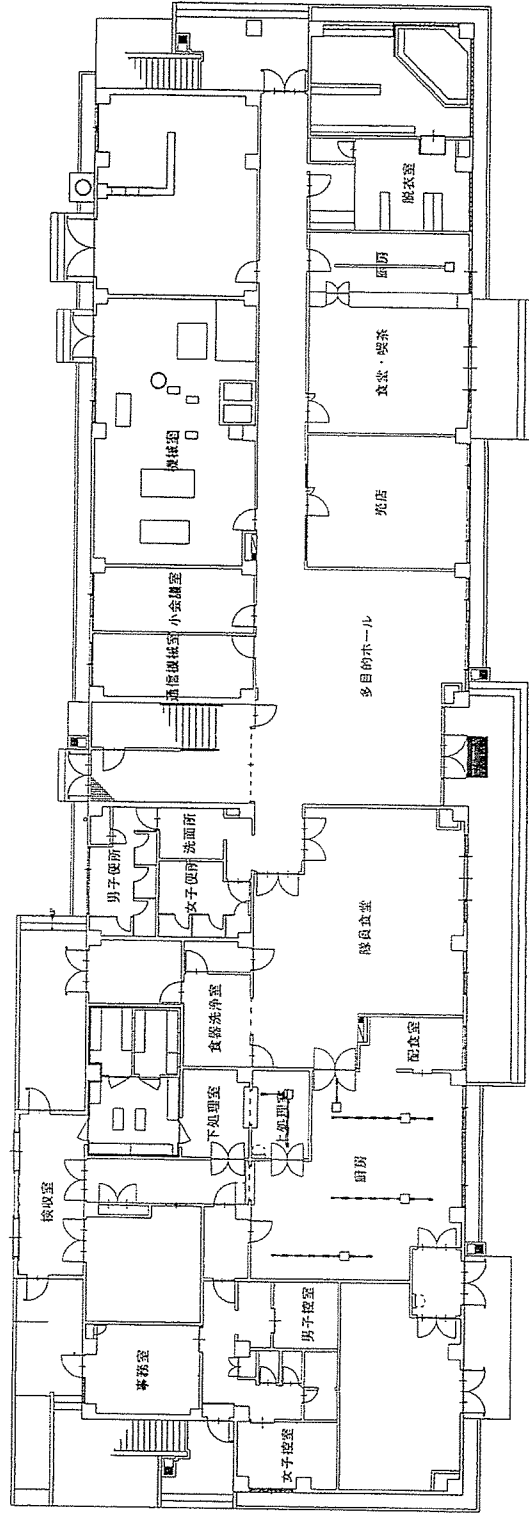 脱衣室
厨房
食堂・喫茶
売店
機械室
小会議室
通信機械室
多目的ホール
洗面所
男子便所
女子便所
隊員食堂
食器洗浄室
配食室
下処理室
上処理室
厨房
検収室
男子控室
事務室
女子控室